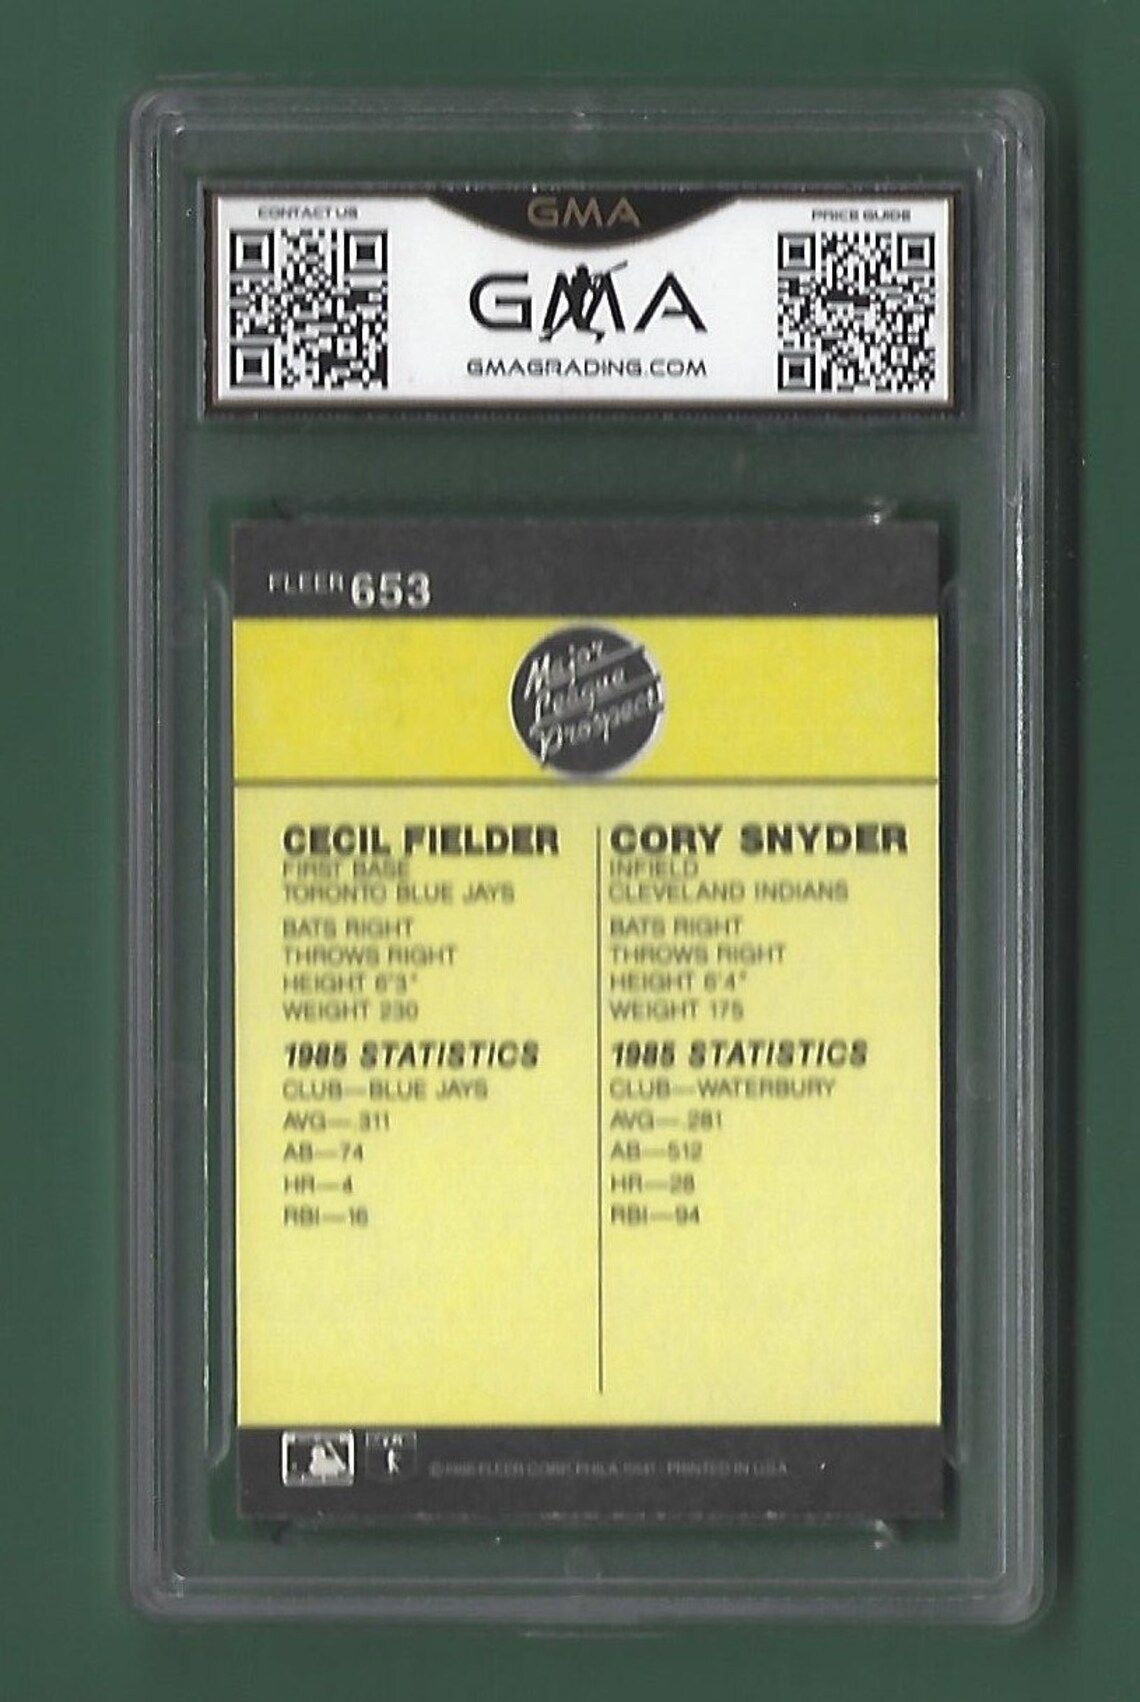 CONTACT US
GMA
PRICE GUIDE
GMA
GMAGRADING.COM
FLEER 653
Major
League
Prospect
CECIL FIELDER
FIRST BASE
TORONTO BLUE JAYS
BATS RIGHT
THROWS RIGHT
HEIGHT 6'3"
WEIGHT 230
1985 STATISTICS
CLUB—BLUE JAYS
AVG—.311
AB—74
HR—4
RBI—16
CORY SNYDER
INFIELD
CLEVELAND INDIANS
BATS RIGHT
THROWS RIGHT
HEIGHT 6'4"
WEIGHT 175
1985 STATISTICS
CLUB—WATERBURY
AVG—.281
AB—512
HR—28
RBI—94
FLEER CORP. PHILA. PRINTED IN U.S.A.